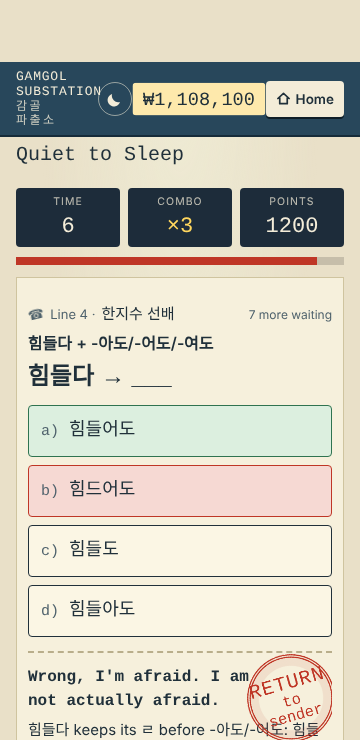 GAMGOL
SUBSTATION
감골
파출소
₩1,108,100
Home
Quiet to Sleep
TIME
6
COMBO
×3
POINTS
1200
Line 4 · 한지수 선배
7 more waiting
힘들다 + -아도/-어도/-여도
힘들다 → ____
a) 힘들어도
b) 힘드어도
c) 힘들도
d) 힘들아도
Wrong, I'm afraid. I am
not actually afraid.
RETURN
to
sender
힘들다 keeps its ㄹ before -아도/-어도: 힘들